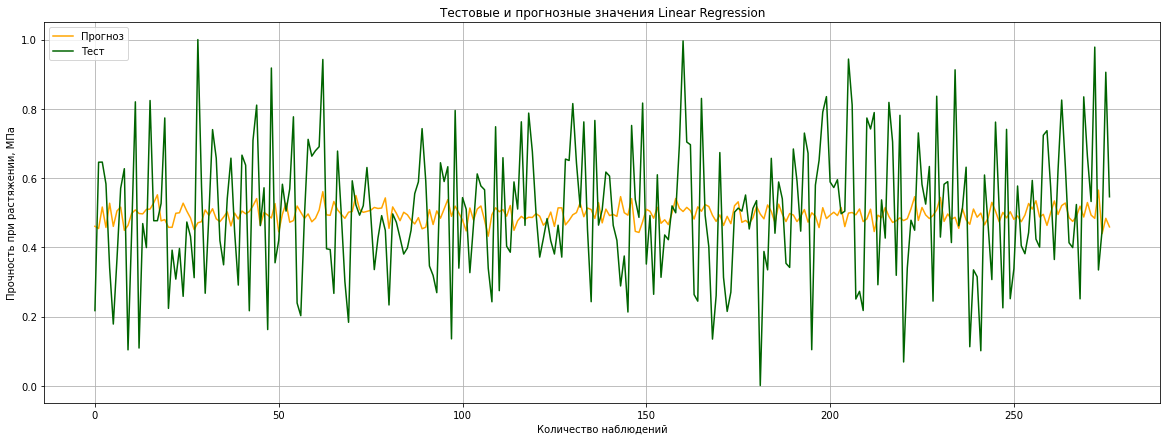 Тестовые и прогнозные значения Linear Regression
Прогноз
Тест
Прочность при растяжении, МПа
1.0
0.8
0.6
0.4
0.2
0.0
0
50
100
150
200
250
Количество наблюдений